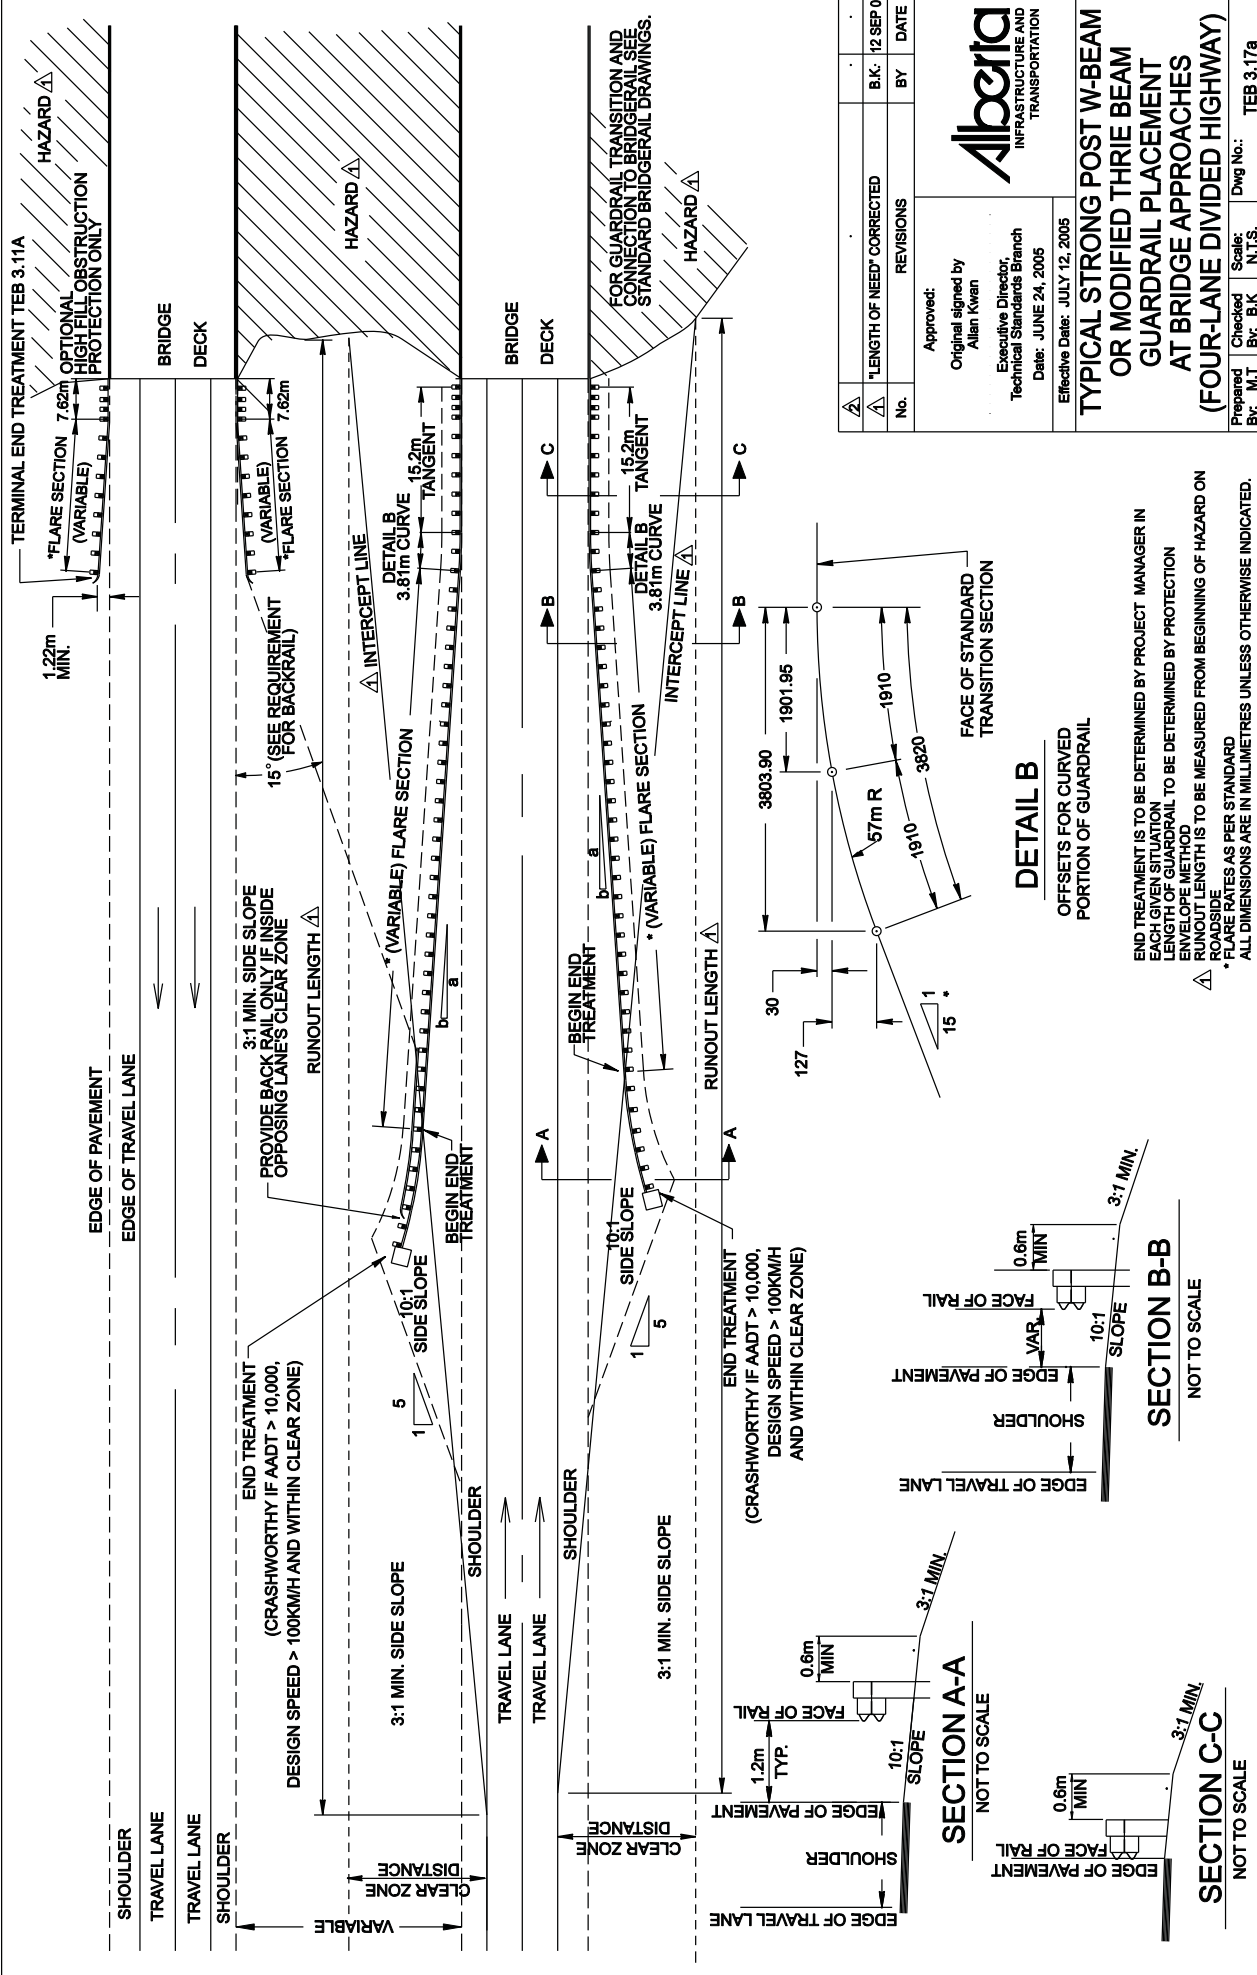 TERMINAL END TREATMENT TEB 3.11A
HAZARD 1
OPTIONAL
HIGH FILL OBSTRUCTION
PROTECTION ONLY
7.62m
*FLARE SECTION
(VARIABLE)
1.22m
MIN.
EDGE OF PAVEMENT
EDGE OF TRAVEL LANE
BRIDGE
DECK
SHOULDER
TRAVEL LANE
TRAVEL LANE
SHOULDER
7.62m
(VARIABLE)
*FLARE SECTION
15° (SEE REQUIREMENT
FOR BACKRAIL)
3:1 MIN. SIDE SLOPE
PROVIDE BACK RAIL ONLY IF INSIDE
OPPOSING LANE'S CLEAR ZONE
RUNOUT LENGTH 1
HAZARD 1
1 INTERCEPT LINE
END TREATMENT
(CRASHWORTHY IF AADT > 10,000,
DESIGN SPEED > 100KM/H AND WITHIN CLEAR ZONE)
DETAIL B
3.81m CURVE
15.2m
TANGENT
* (VARIABLE) FLARE SECTION
b
a
BEGIN END
TREATMENT
10:1
SIDE SLOPE
5
1
3:1 MIN. SIDE SLOPE
VARIABLE
CLEAR ZONE
DISTANCE
SHOULDER
TRAVEL LANE
TRAVEL LANE
SHOULDER
BRIDGE
DECK
A
B
C
FOR GUARDRAIL TRANSITION AND
CONNECTION TO BRIDGERAIL SEE
STANDARD BRIDGERAIL DRAWINGS.
15.2m
TANGENT
DETAIL B
3.81m CURVE
INTERCEPT LINE 1
HAZARD 1
b
a
* (VARIABLE) FLARE SECTION
BEGIN END
TREATMENT
RUNOUT LENGTH 1
10:1
SIDE SLOPE
1
5
3:1 MIN. SIDE SLOPE
CLEAR ZONE
DISTANCE
A
B
C
END TREATMENT
(CRASHWORTHY IF AADT > 10,000,
DESIGN SPEED > 100KM/H
AND WITHIN CLEAR ZONE)
EDGE OF TRAVEL LANE
SHOULDER
EDGE OF PAVEMENT
1.2m
TYP.
FACE OF RAIL
0.6m
MIN
10:1
SLOPE
3:1 MIN.
SECTION A-A
NOT TO SCALE
EDGE OF TRAVEL LANE
SHOULDER
EDGE OF PAVEMENT
VAR.
FACE OF RAIL
0.6m
MIN
10:1
SLOPE
3:1 MIN.
SECTION B-B
NOT TO SCALE
EDGE OF PAVEMENT
FACE OF RAIL
0.6m
MIN
3:1 MIN.
SECTION C-C
NOT TO SCALE
3803.90
1901.95
30
127
57m R
1910
1910
3820
1
15
*
FACE OF STANDARD
TRANSITION SECTION
DETAIL B
OFFSETS FOR CURVED
PORTION OF GUARDRAIL
END TREATMENT IS TO BE DETERMINED BY PROJECT MANAGER IN
EACH GIVEN SITUATION
LENGTH OF GUARDRAIL TO BE DETERMINED BY PROTECTION
ENVELOPE METHOD
1 RUNOUT LENGTH IS TO BE MEASURED FROM BEGINNING OF HAZARD ON
ROADSIDE
* FLARE RATES AS PER STANDARD
ALL DIMENSIONS ARE IN MILLIMETRES UNLESS OTHERWISE INDICATED.
2
1 "LENGTH OF NEED" CORRECTED B.K. 12 SEP 0
No. REVISIONS BY DATE
Approved:
Original signed by
Allan Kwan
Executive Director,
Technical Standards Branch
Date: JUNE 24, 2005
Effective Date: JULY 12, 2005
Alberta
INFRASTRUCTURE AND
TRANSPORTATION
TYPICAL STRONG POST W-BEAM
OR MODIFIED THRIE BEAM
GUARDRAIL PLACEMENT
AT BRIDGE APPROACHES
(FOUR-LANE DIVIDED HIGHWAY)
Prepared
By: M.T
Checked
By: B.K
Scale:
N.T.S.
Dwg No.:
TEB 3.17a